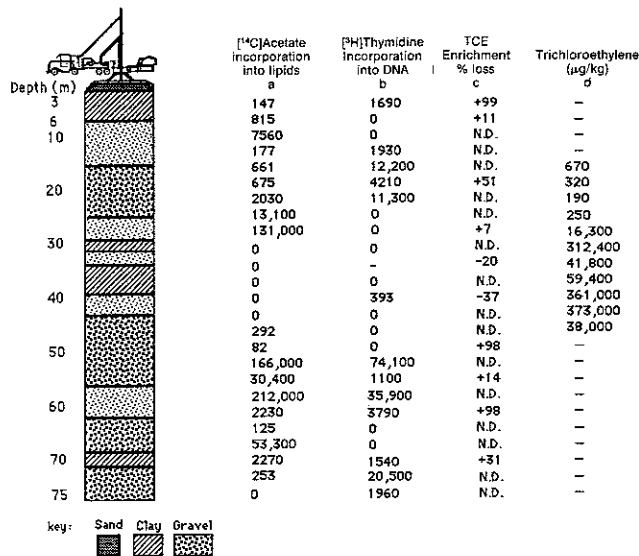 [¹⁴C]Acetate [³H]Thymidine TCE
incorporation Incorporation Enrichment Trichloroethylene
into lipids into DNA % loss (μg/kg)
Depth (m) a b c d
3 147 1690 +99 –
6 815 0 +11 –
10 7560 0 N.D. –
177 1930 N.D. –
661 12,200 N.D. 670
20 675 4210 +51 320
2030 11,300 N.D. 190
13,100 0 N.D. 250
131,000 0 +7 16,300
30 0 0 N.D. 312,400
0 – -20 41,800
0 0 N.D. 59,400
40 0 393 -37 361,000
0 0 N.D. 373,000
292 0 N.D. 38,000
50 82 0 +98 –
166,000 74,100 N.D. –
30,400 1100 +14 –
212,000 35,900 N.D. –
60 2230 3790 +98 –
125 0 N.D. –
53,300 0 N.D. –
70 2270 1540 +31 –
253 20,500 N.D. –
75 0 1960 N.D. –
key: Sand Clay Gravel